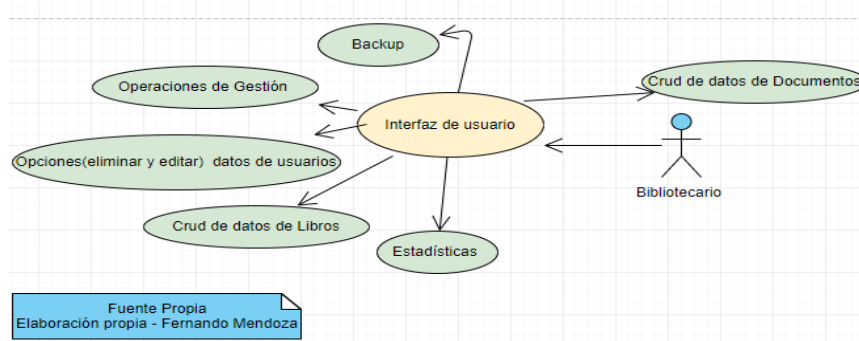 Backup
Operaciones de Gestión
Crud de datos de Documentos
Interfaz de usuario
Opciones(eliminar y editar) datos de usuarios
Bibliotecario
Crud de datos de Libros
Estadísticas
Fuente Propia
Elaboración propia - Fernando Mendoza